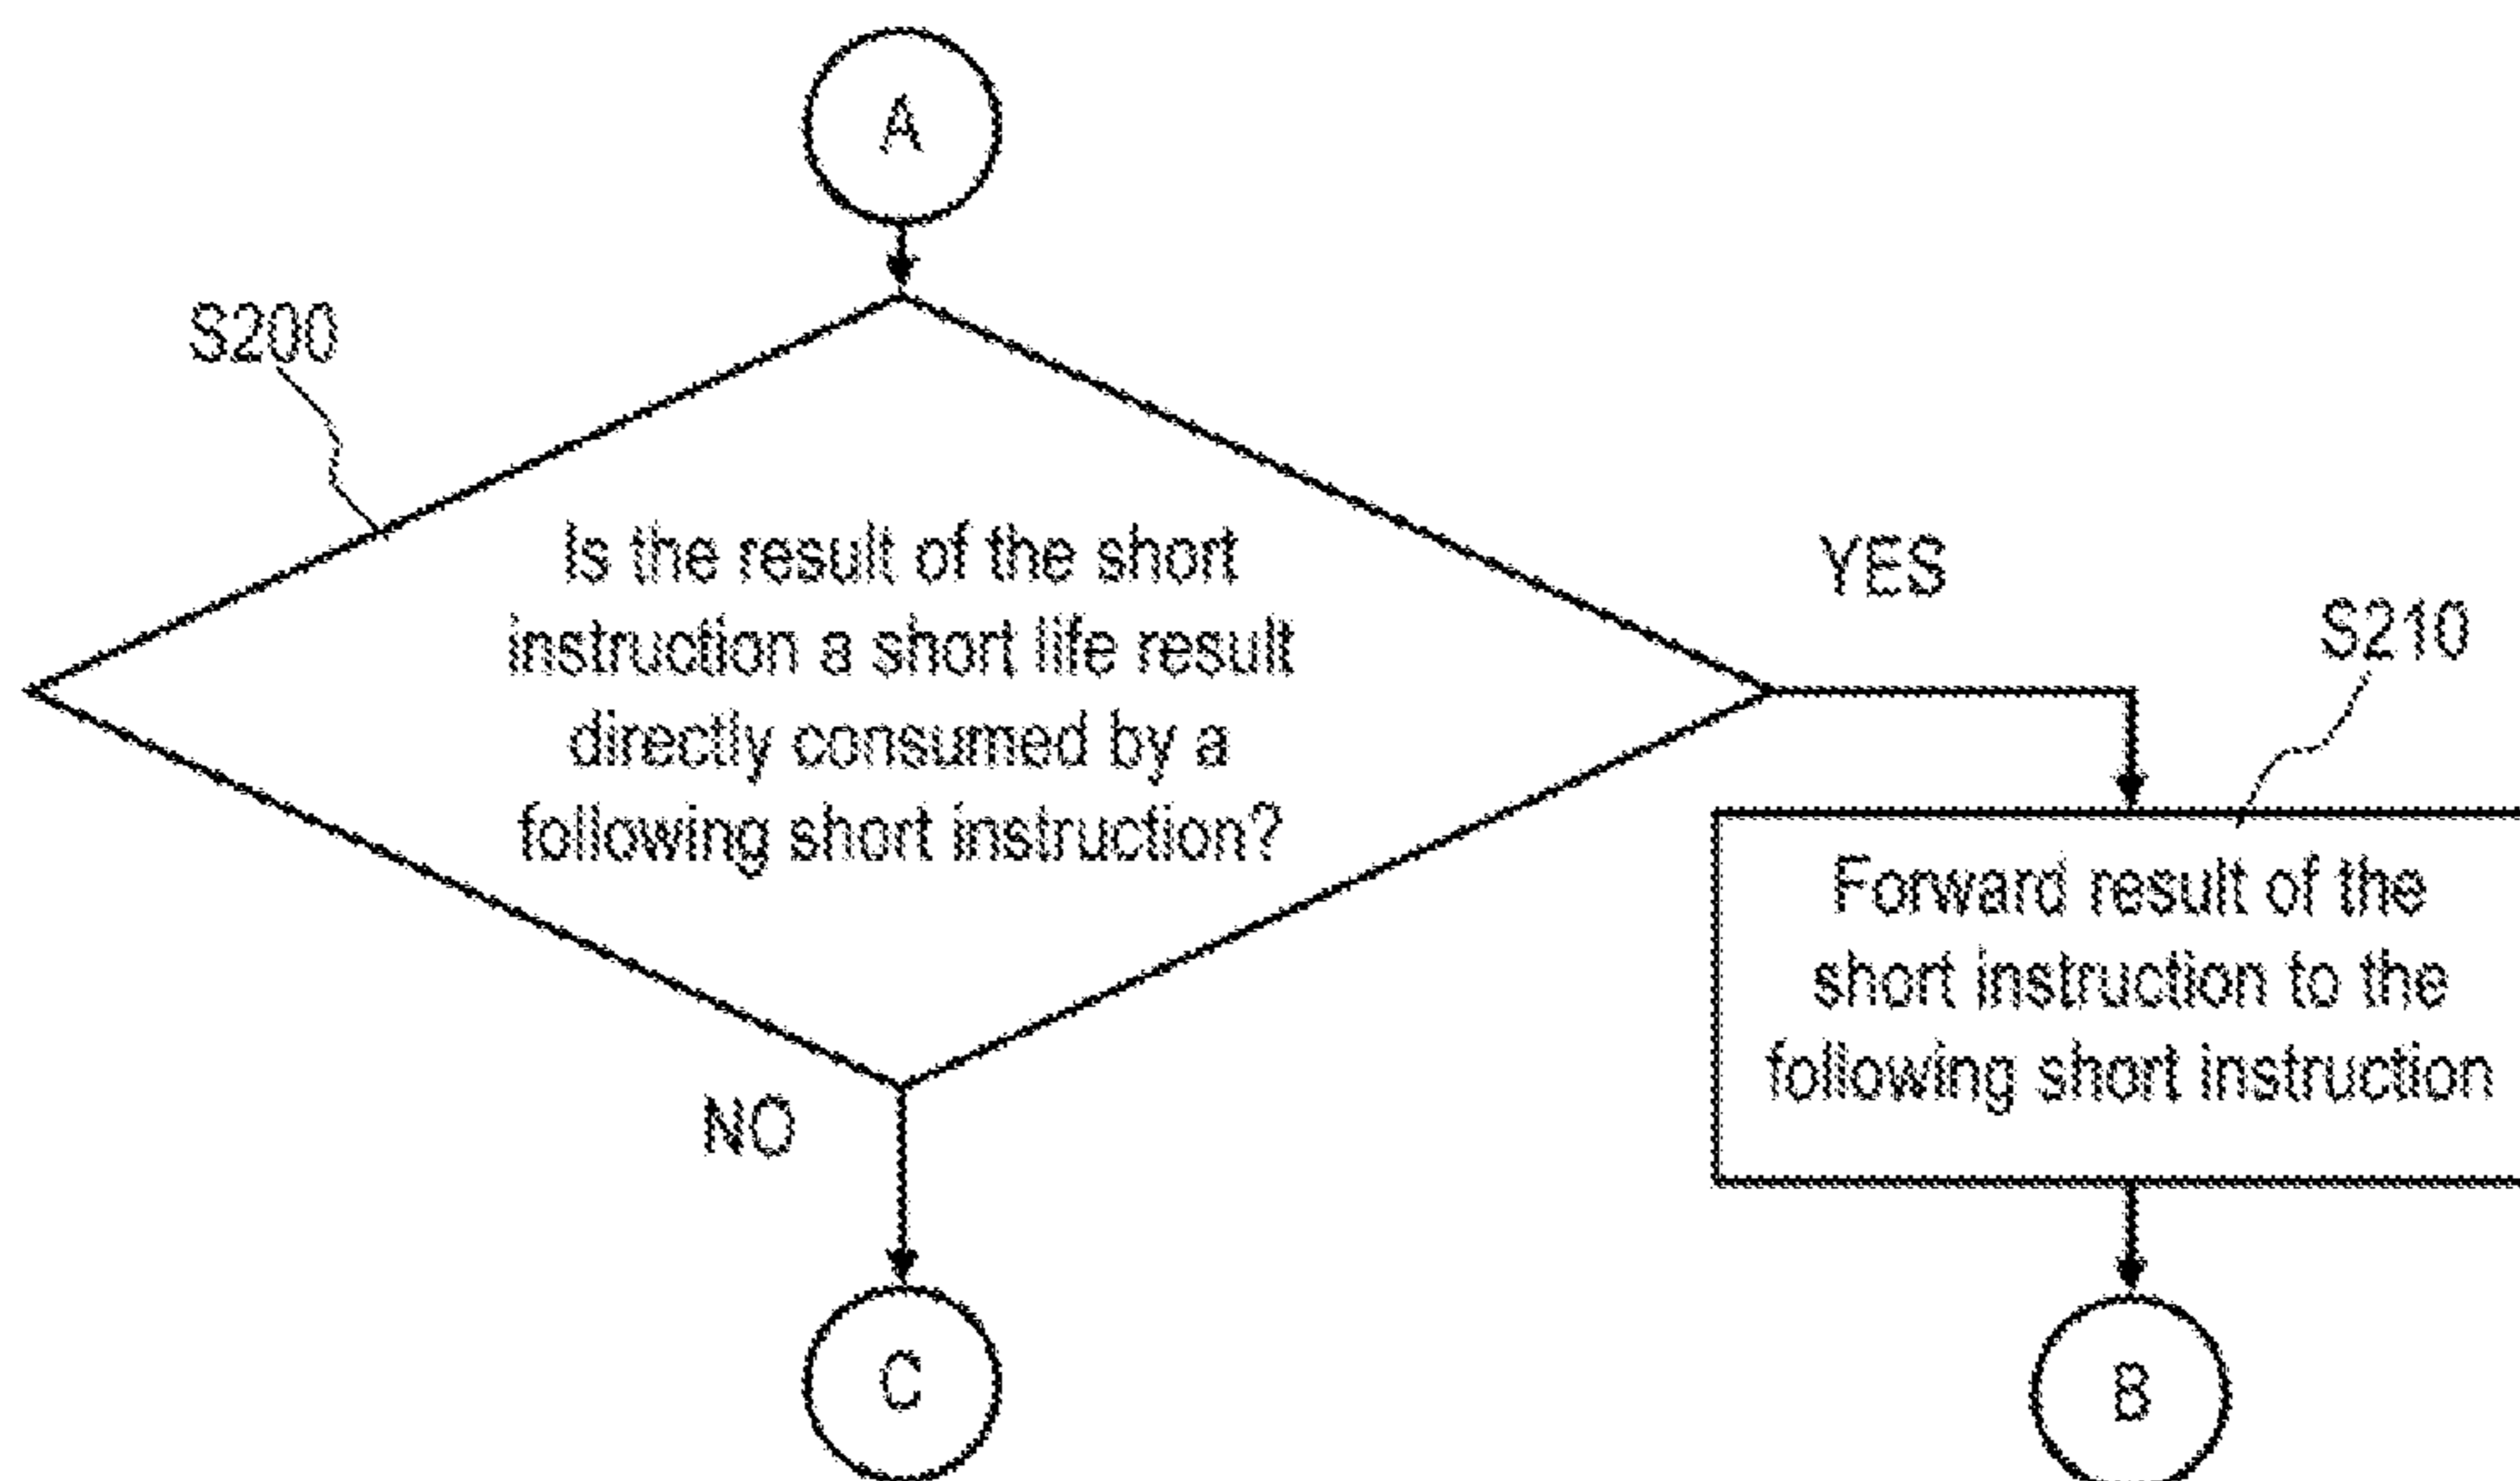 A
S200
Is the result of the short
instruction a short life result
directly consumed by a
following short instruction?
YES
S210
Forward result of the
short instruction to the
following short instruction
NO
C
B